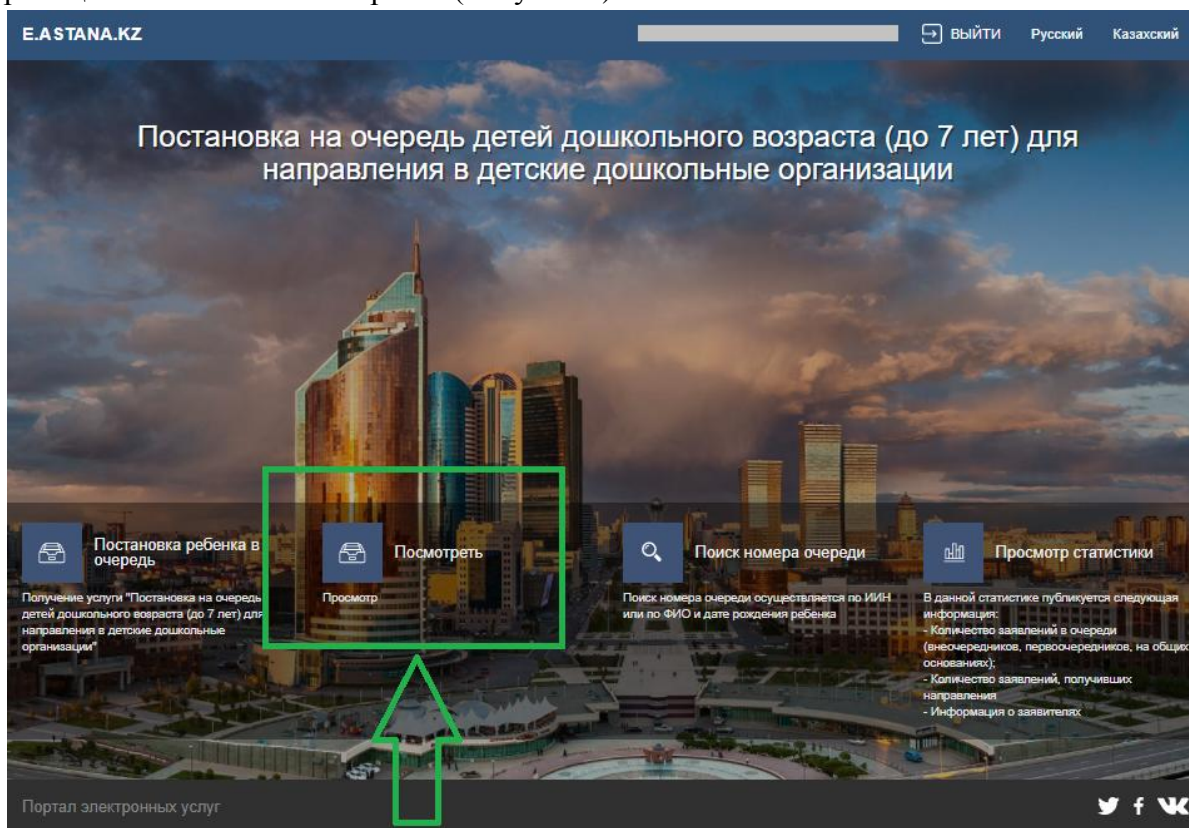 E.ASTANA.KZ
ВЫЙТИ
Русский
Казахский
Постановка на очередь детей дошкольного возраста (до 7 лет) для
направления в детские дошкольные организации
Постановка ребенка в
очередь
Получение услуги "Постановка на очередь
детей дошкольного возраста (до 7 лет) для
направления в детские дошкольные
организации"
Посмотреть
Просмотр
Поиск номера очереди
Поиск номера очереди осуществляется по ИИН
или по ФИО и дате рождения ребенка
Просмотр статистики
В данной статистике публикуется следующая
информация:
- Количество заявлений в очереди
(внеочередников, первоочередников, на общих
основаниях);
- Количество заявлений, получивших
направления
- Информация о заявителях
Портал электронных услуг